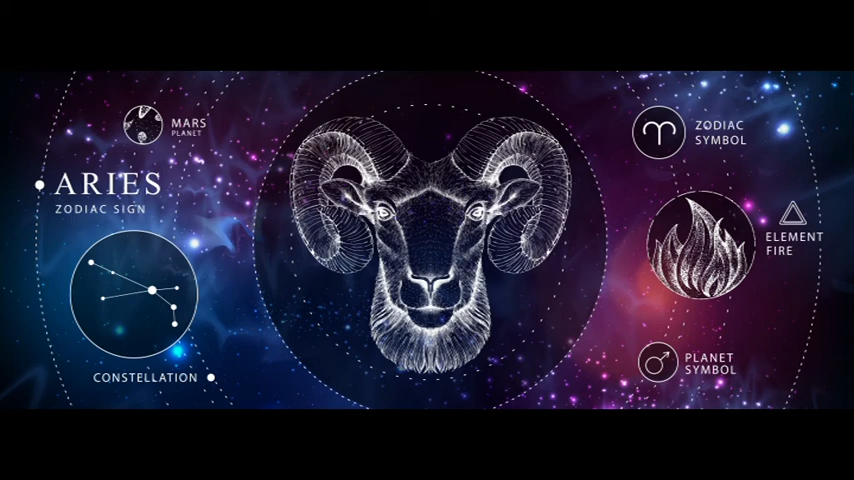 MARS
PLANET
ARIES
ZODIAC SIGN
CONSTELLATION
ZODIAC
SYMBOL
ELEMENT
FIRE
PLANET
SYMBOL